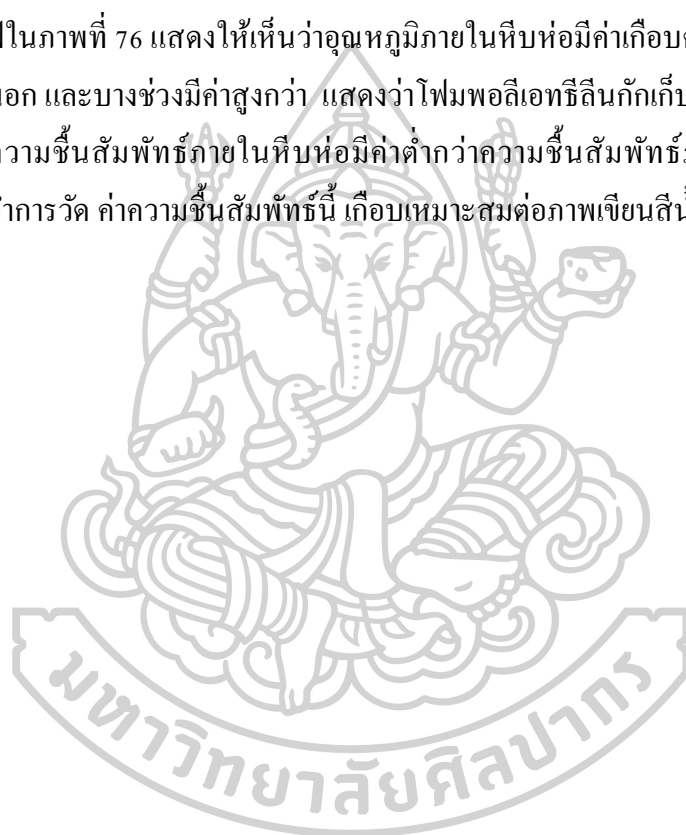 ในภาพที่ 76 แสดงให้เห็นว่าอุณหภูมิภายในหีบห่อมีค่าเกือบ
และบางช่วงมีค่าสูงกว่า แสดงว่าโฟมพอลีเอทธีลีนกักเก็บ
ความชื้นสัมพัทธ์ภายในหีบห่อมีค่าต่ำกว่าความชื้นสัมพัทธ์
การวัด ค่าความชื้นสัมพัทธ์นี้ เกือบเหมาะสมต่อภาพเขียนสี
มหาวิทยาลัยศิลปากร